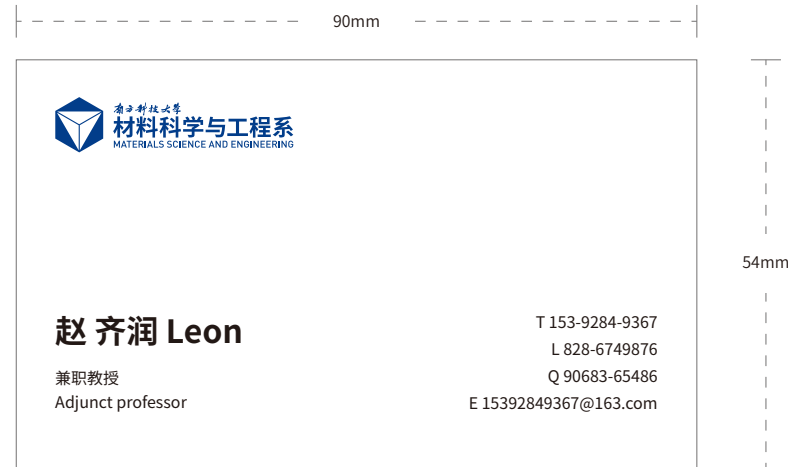 90mm
南方科技大学
材料科学与工程系
MATERIALS SCIENCE AND ENGINEERING
54mm
赵 齐润 Leon
兼职教授
Adjunct professor
T 153-9284-9367
L 828-6749876
Q 90683-65486
E 15392849367@163.com